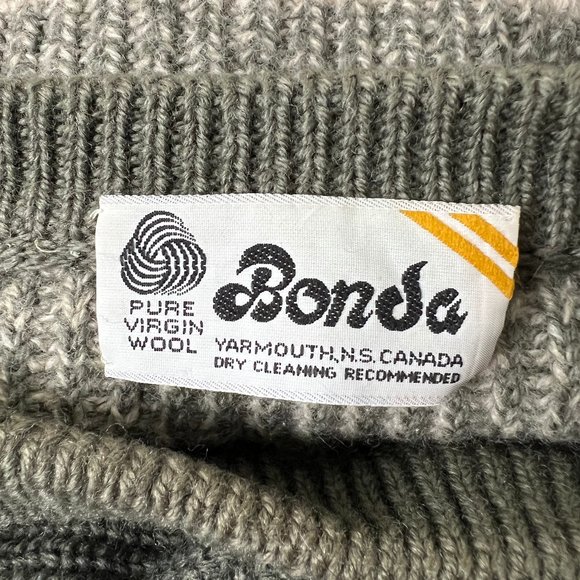 PURE
VIRGIN
WOOL
Bonda
YARMOUTH,N.S. CANADA
DRY CLEANING RECOMMENDED